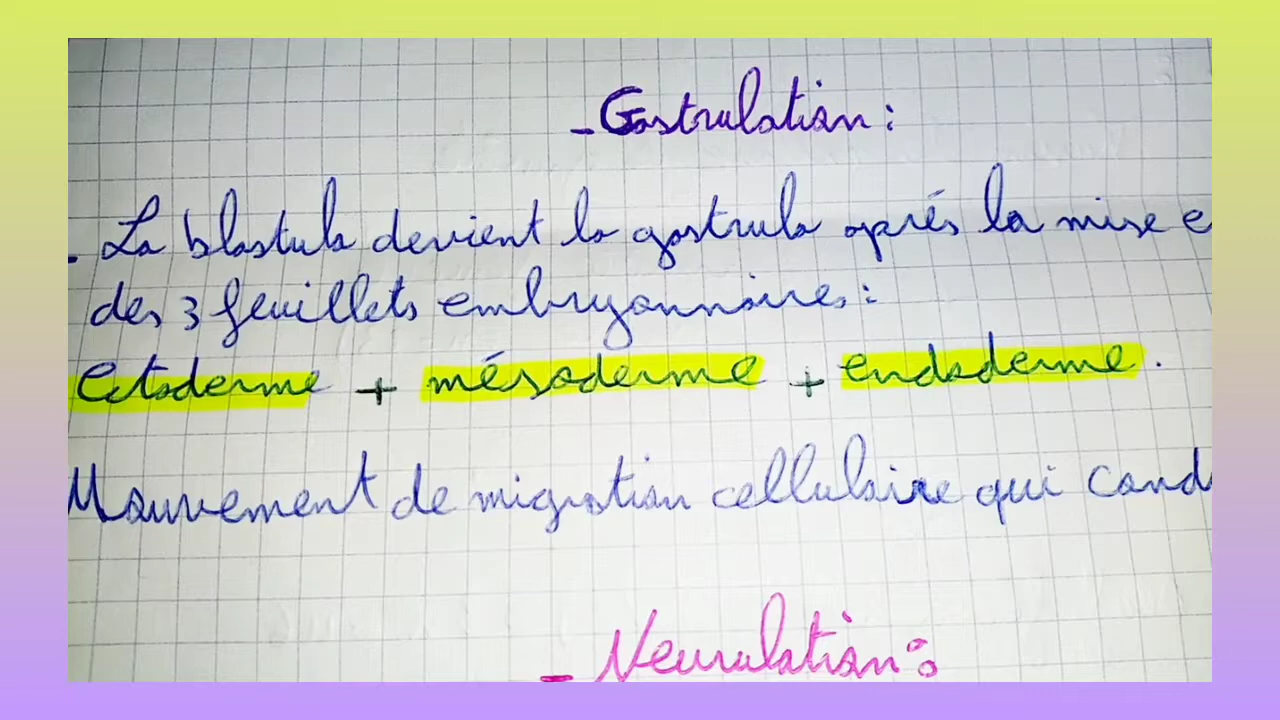 - Gastrulation :
. La blastula devient la gastrula aprés la mise e
des 3 feuillets embryonnaires :
Ectoderme + mésoderme + endoderme .
Mouvement de migration cellulaire qui cond
- Neurulation :